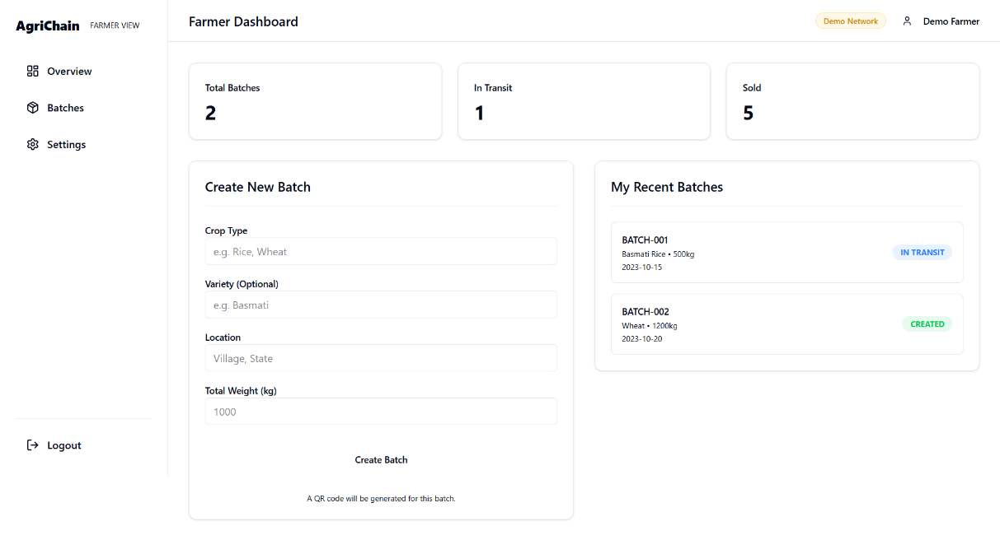 AgriChain FARMER VIEW
Overview
Batches
Settings
Logout
Farmer Dashboard
Demo Network
Demo Farmer
Total Batches
2
In Transit
1
Sold
5
Create New Batch
Crop Type
e.g. Rice, Wheat
Variety (Optional)
e.g. Basmati
Location
Village, State
Total Weight (kg)
1000
Create Batch
A QR code will be generated for this batch.
My Recent Batches
BATCH-001
Basmati Rice • 500kg
2023-10-15
IN TRANSIT
BATCH-002
Wheat • 1200kg
2023-10-20
CREATED